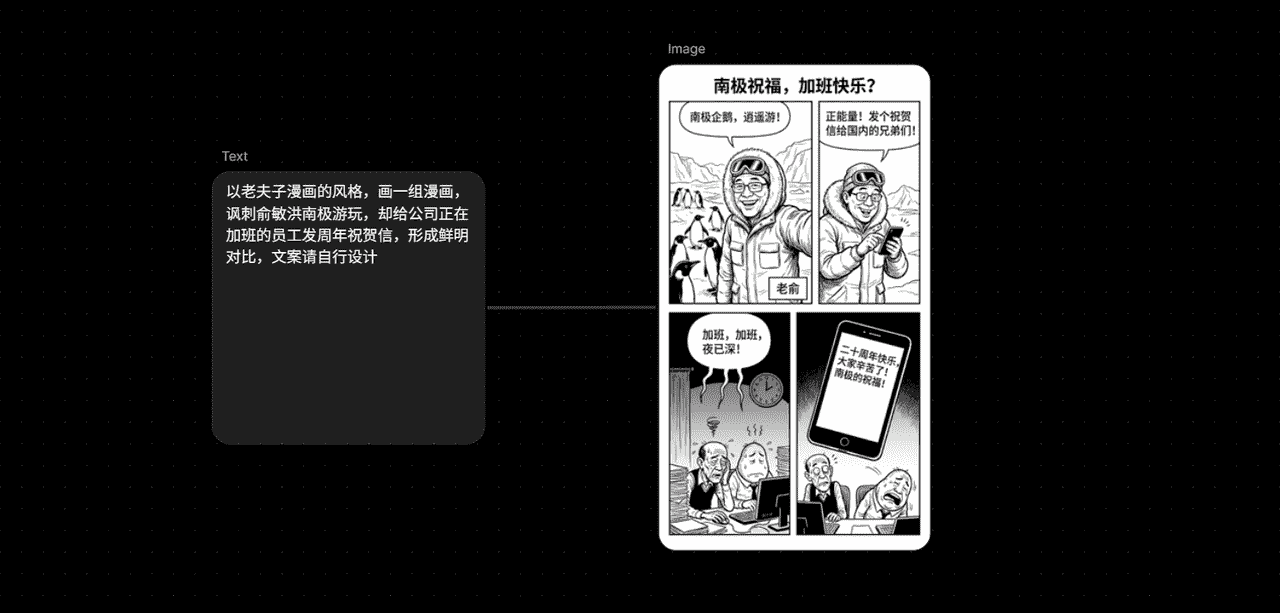 Text
以老夫子漫画的风格，画一组漫画，
讽刺俞敏洪南极游玩，却给公司正在
加班的员工发周年祝贺信，形成鲜明
对比，文案请自行设计
Image
南极祝福，加班快乐？
南极企鹅，逍遥游！
老俞
正能量！发个祝贺
信给国内的兄弟们！
加班，加班，
夜已深！
二十周年快乐，
大家辛苦了！
南极的祝福！